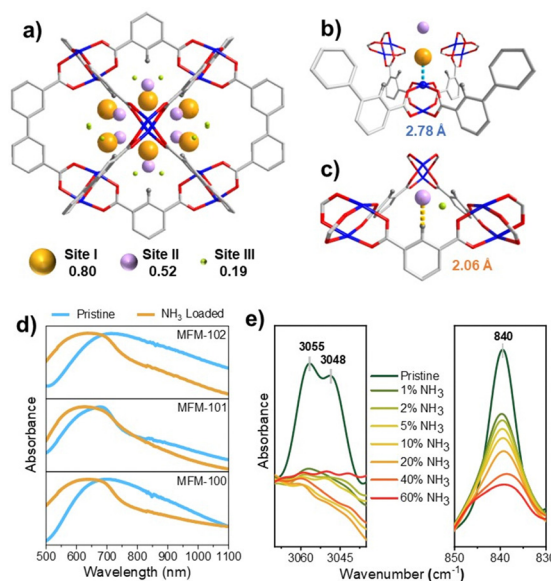 a)
b)
2.78 Å
c)
2.06 Å
Site I
0.80
Site II
0.52
Site III
0.19
d)
Pristine
NH3 Loaded
MFM-102
MFM-101
MFM-100
Absorbance
500 600 700 800 900 1000 1100
Wavelength (nm)
e)
3055
3048
840
Pristine
1% NH3
2% NH3
5% NH3
10% NH3
20% NH3
40% NH3
60% NH3
Absorbance
3060 3045
850 840 830
Wavenumber (cm-1)